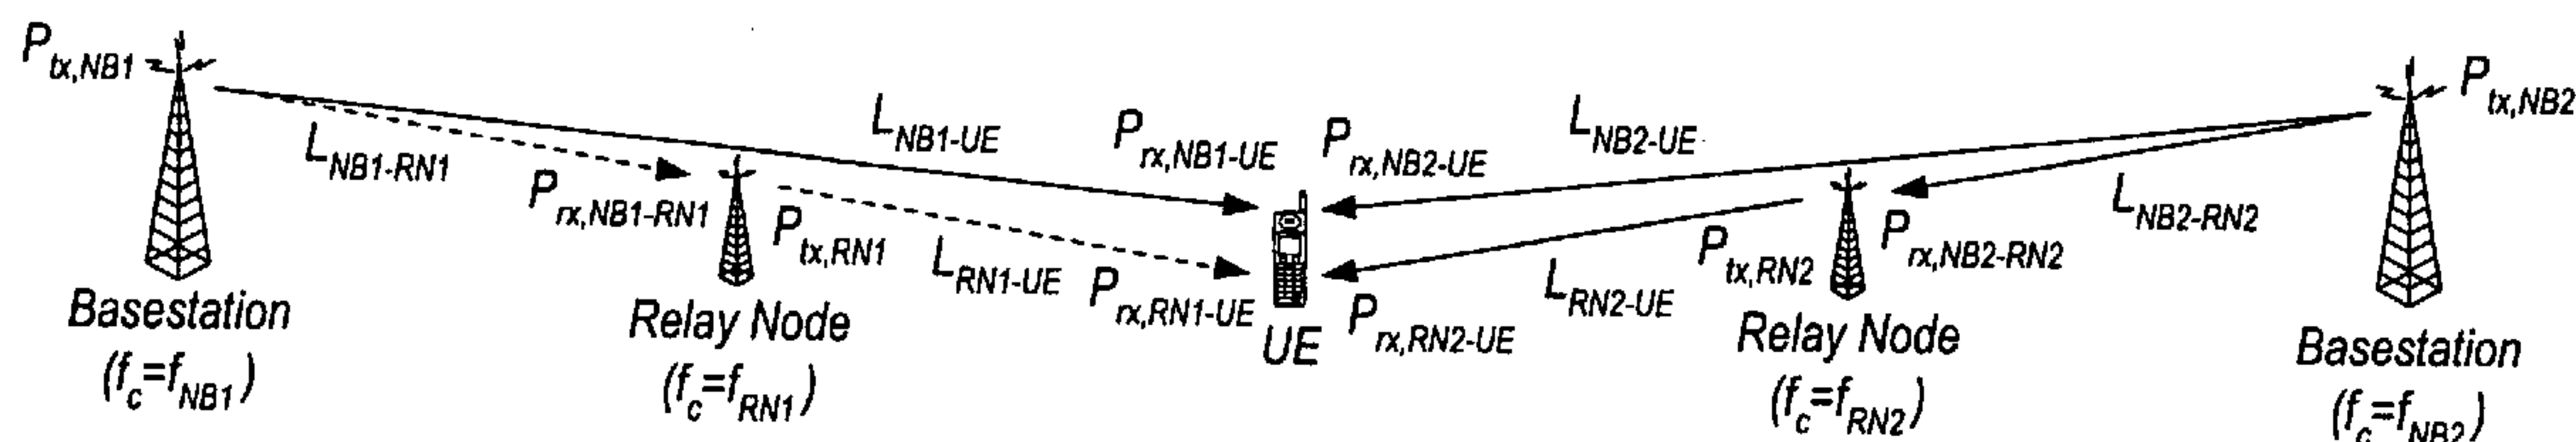 P_tx,NB1
L_NB1-RN1
P_rx,NB1-RN1
P_tx,RN1
L_NB1-UE
L_RN1-UE
P_rx,NB1-UE
P_rx,RN1-UE
P_rx,NB2-UE
P_rx,RN2-UE
L_NB2-UE
L_RN2-UE
P_tx,RN2
P_rx,NB2-RN2
L_NB2-RN2
P_tx,NB2
Basestation
(f_c=f_NB1)
Relay Node
(f_c=f_RN1)
UE
Relay Node
(f_c=f_RN2)
Basestation
(f_c=f_NB2)